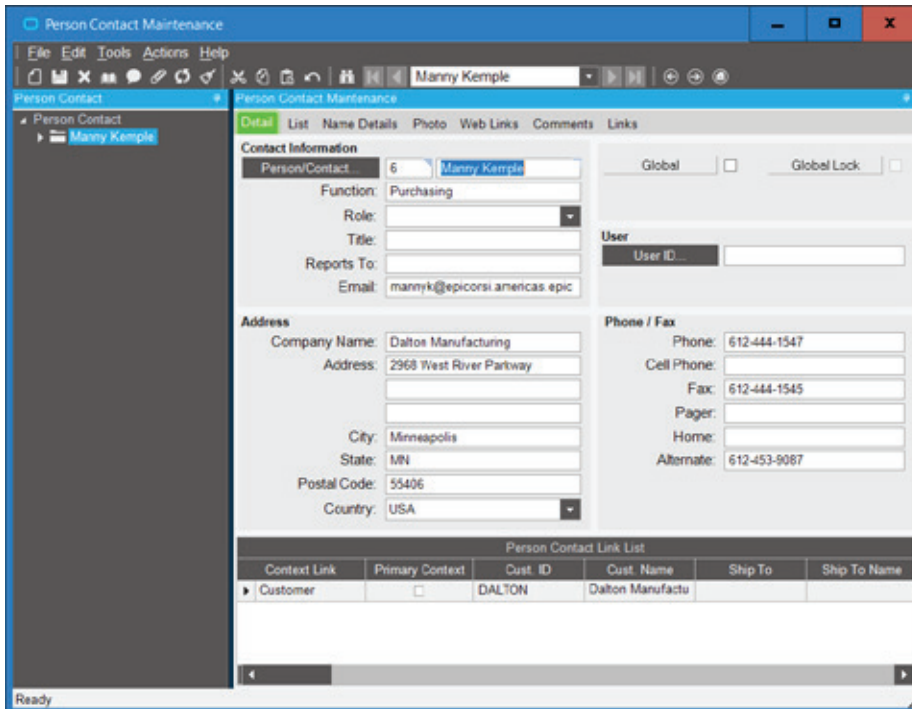 Person Contact Maintenance
File Edit Tools Actions Help
Manny Kemple
Person Contact
Person Contact Maintenance
Person Contact
Manny Kemple
Detail List Name Details Photo Web Links Comments Links
Contact Information
Person/Contact... 6 Manny Kemple
Global Global Lock
Function: Purchasing
Role:
Title:
Reports To:
Email: mannyk@epicorsi.americas.epic
User
User ID...
Address
Company Name: Dalton Manufacturing
Address: 2968 West River Parkway
City: Minneapolis
State: MN
Postal Code: 55406
Country: USA
Phone / Fax
Phone: 612-444-1547
Cell Phone:
Fax: 612-444-1545
Pager:
Home:
Alternate: 612-453-9087
Person Contact Link List
Context Link Primary Context Cust. ID Cust. Name Ship To Ship To Name
Customer DALTON Dalton Manufactu
Ready